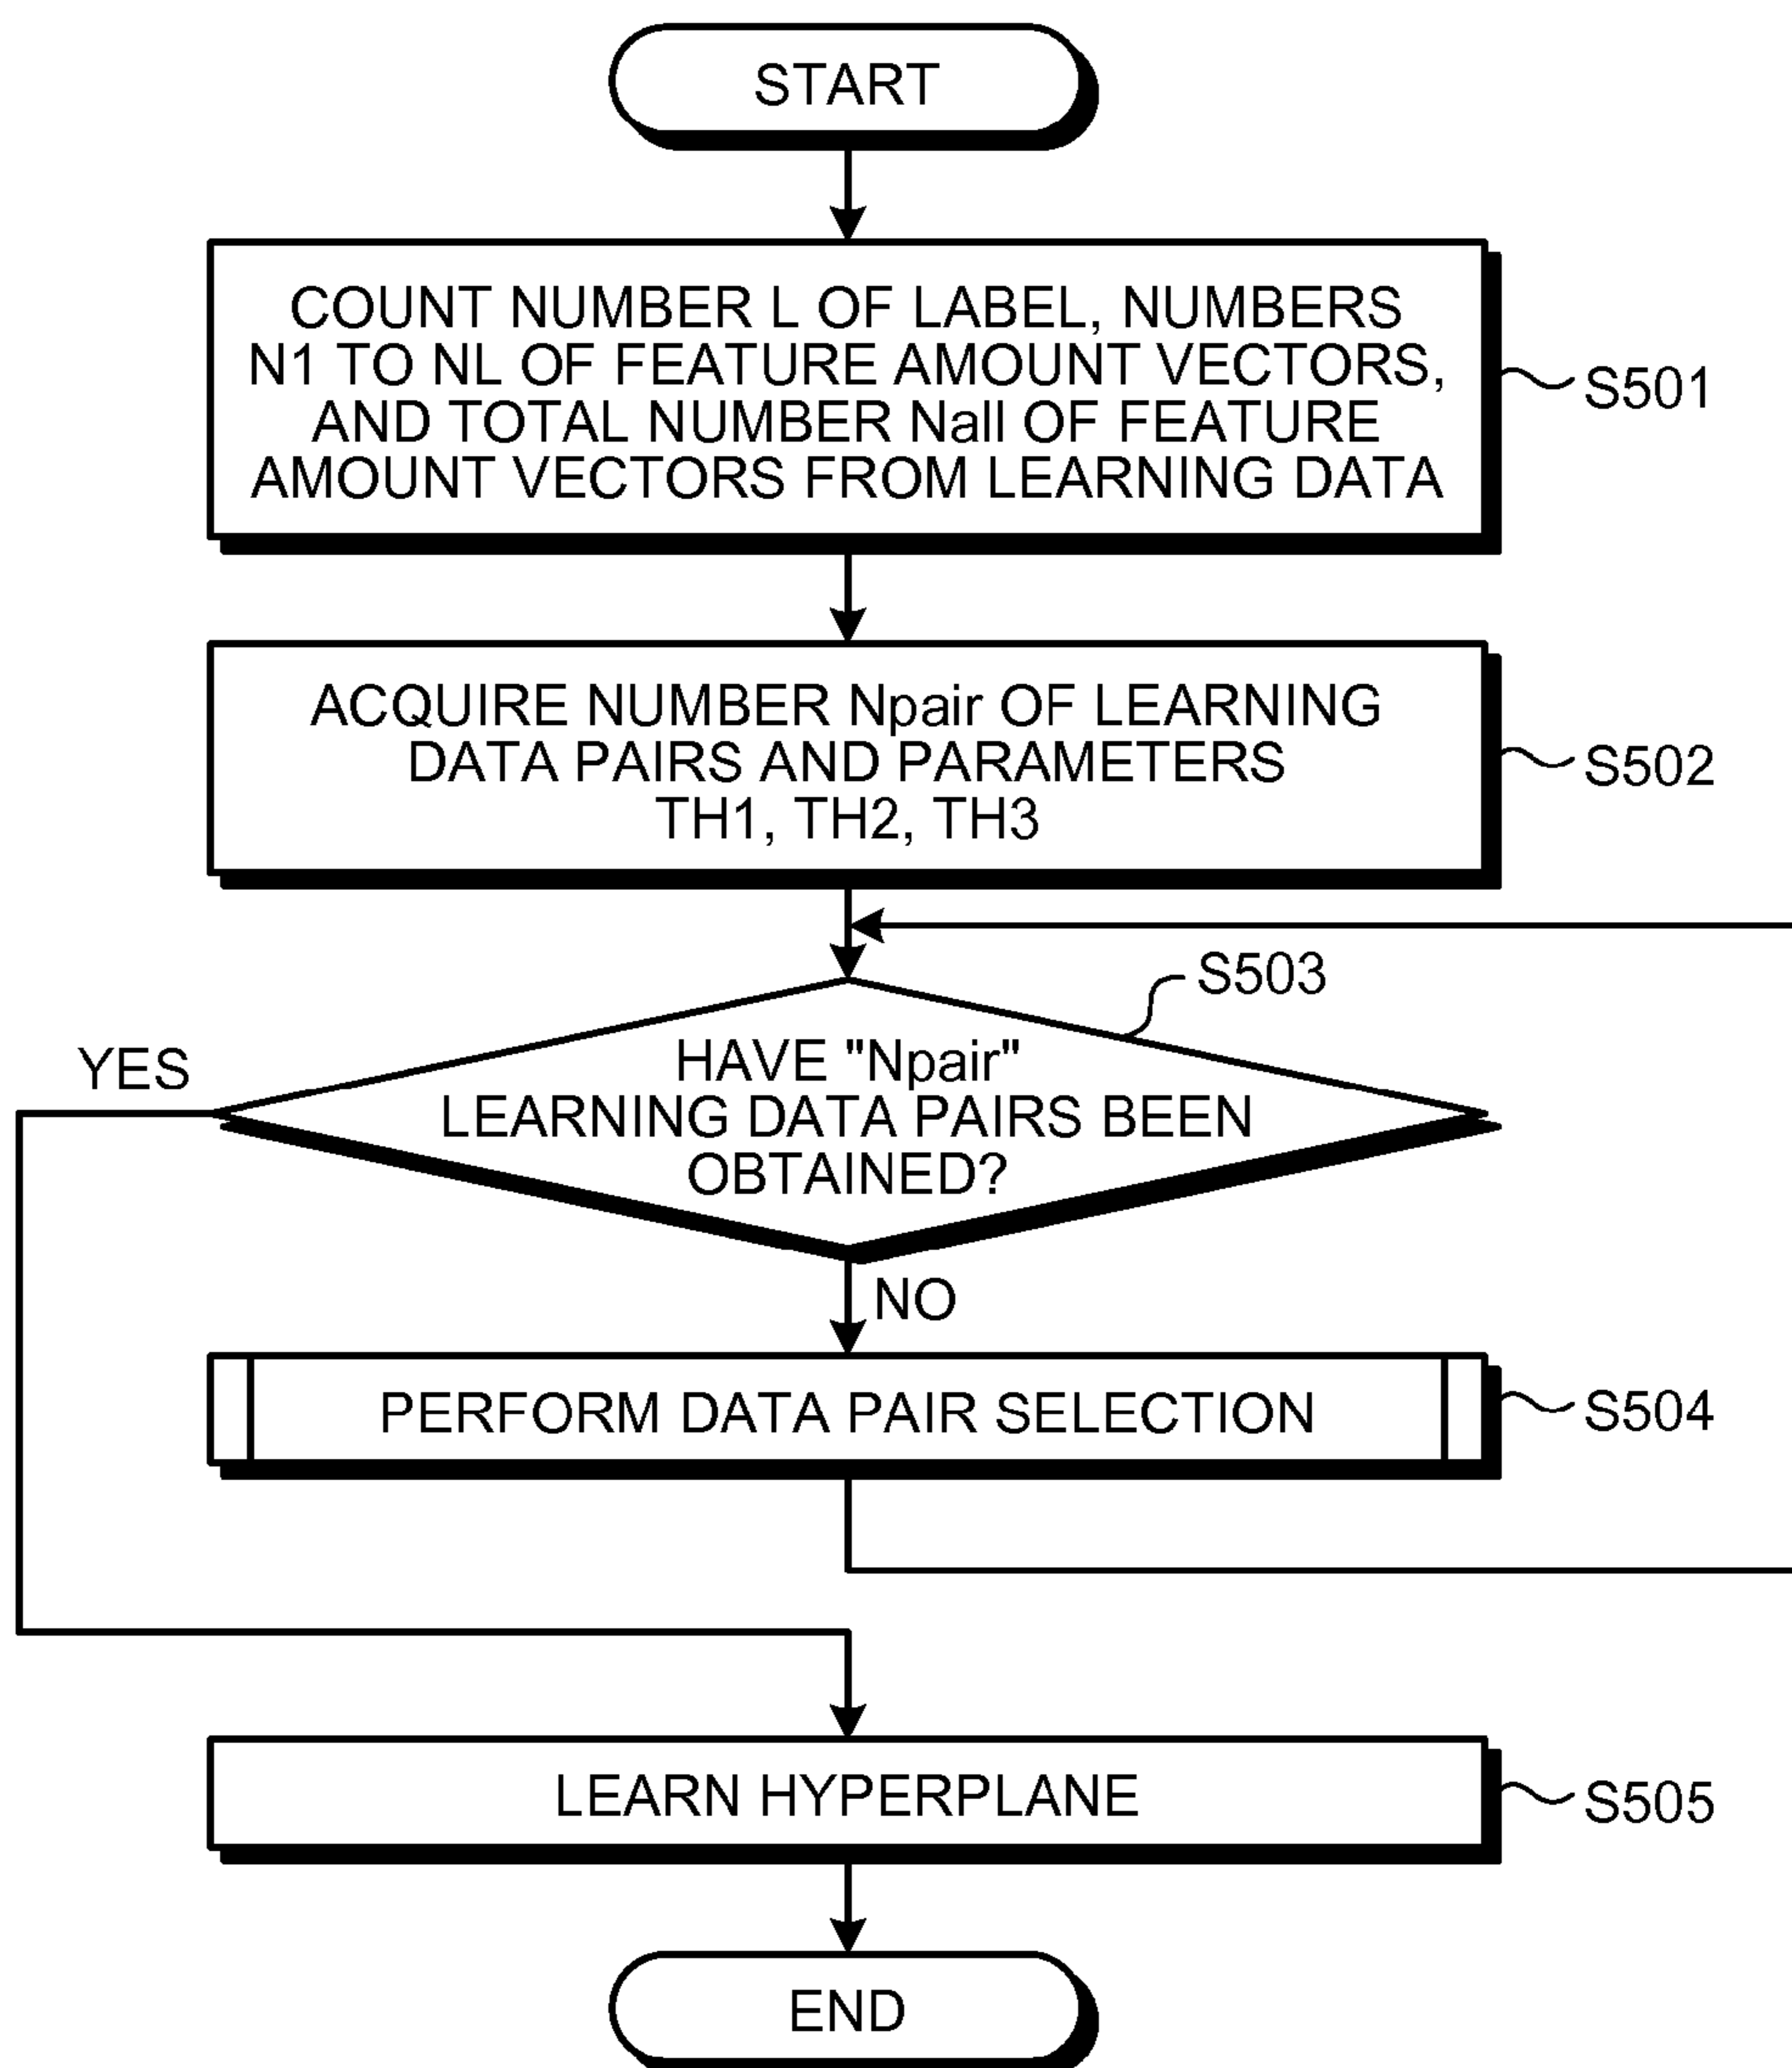 START
COUNT NUMBER L OF LABEL, NUMBERS
N1 TO NL OF FEATURE AMOUNT VECTORS,
AND TOTAL NUMBER Nall OF FEATURE
AMOUNT VECTORS FROM LEARNING DATA
S501
ACQUIRE NUMBER Npair OF LEARNING
DATA PAIRS AND PARAMETERS
TH1, TH2, TH3
S502
S503
YES
HAVE "Npair"
LEARNING DATA PAIRS BEEN
OBTAINED?
NO
PERFORM DATA PAIR SELECTION
S504
LEARN HYPERPLANE
S505
END